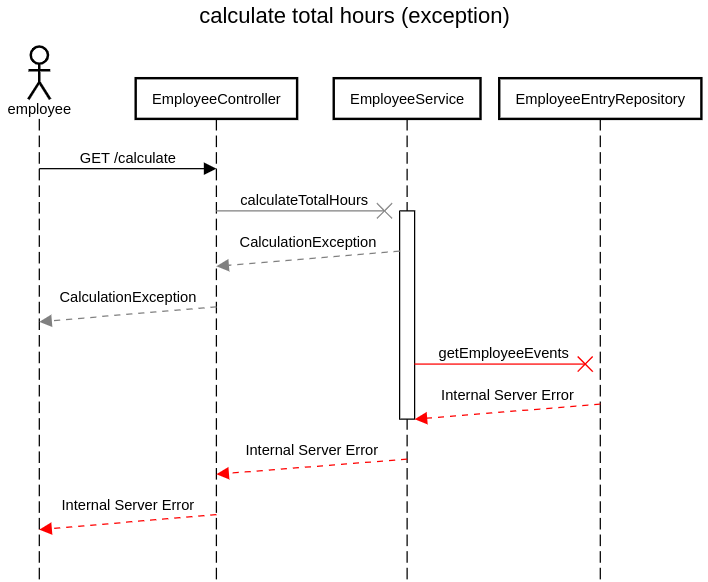 calculate total hours (exception)
employee
EmployeeController
EmployeeService
EmployeeEntryRepository
GET /calculate
calculateTotalHours
CalculationException
CalculationException
getEmployeeEvents
Internal Server Error
Internal Server Error
Internal Server Error